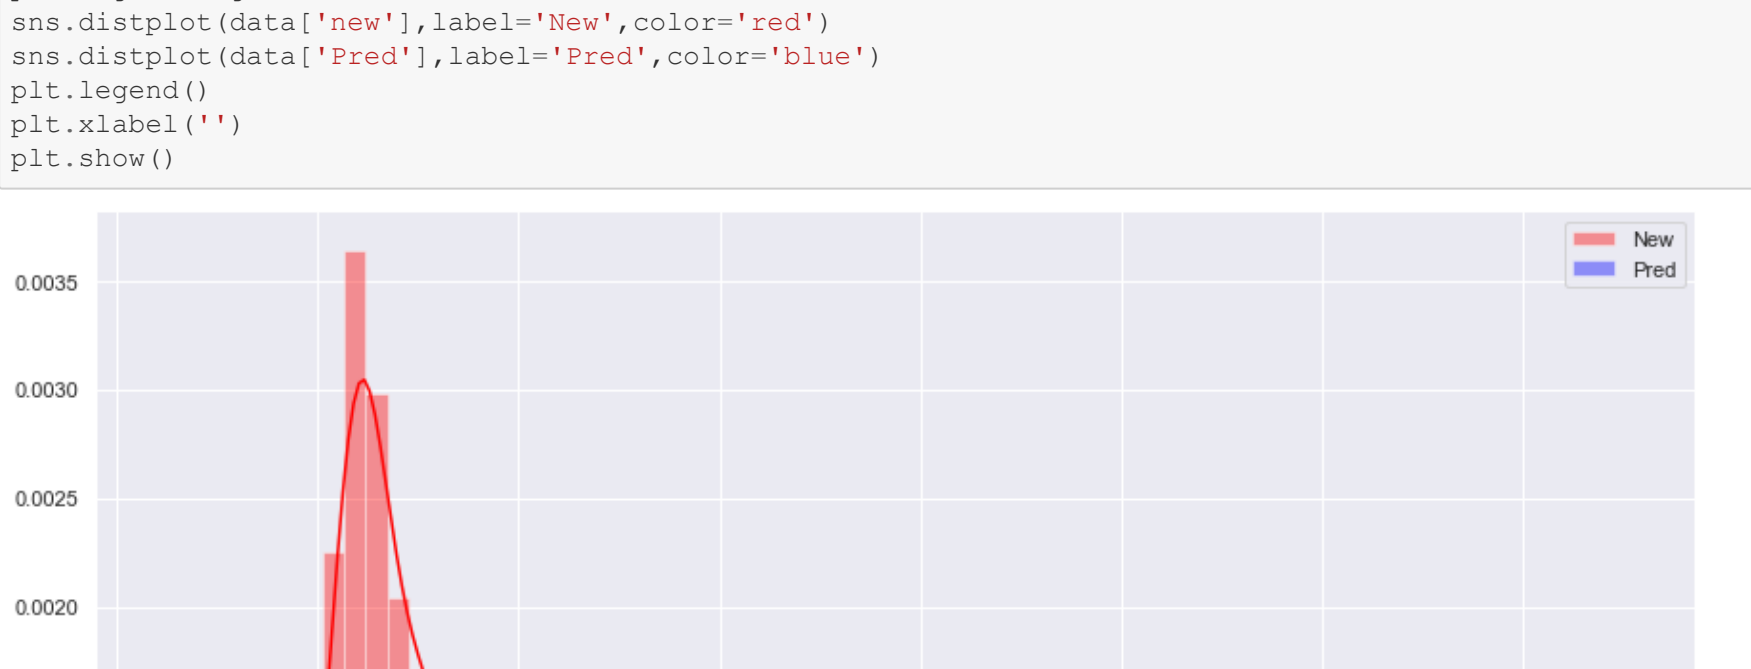 sns.distplot(data['new'],label='New',color='red')
sns.distplot(data['Pred'],label='Pred',color='blue')
plt.legend()
plt.xlabel('')
plt.show()
New
Pred
0.0035
0.0030
0.0025
0.0020